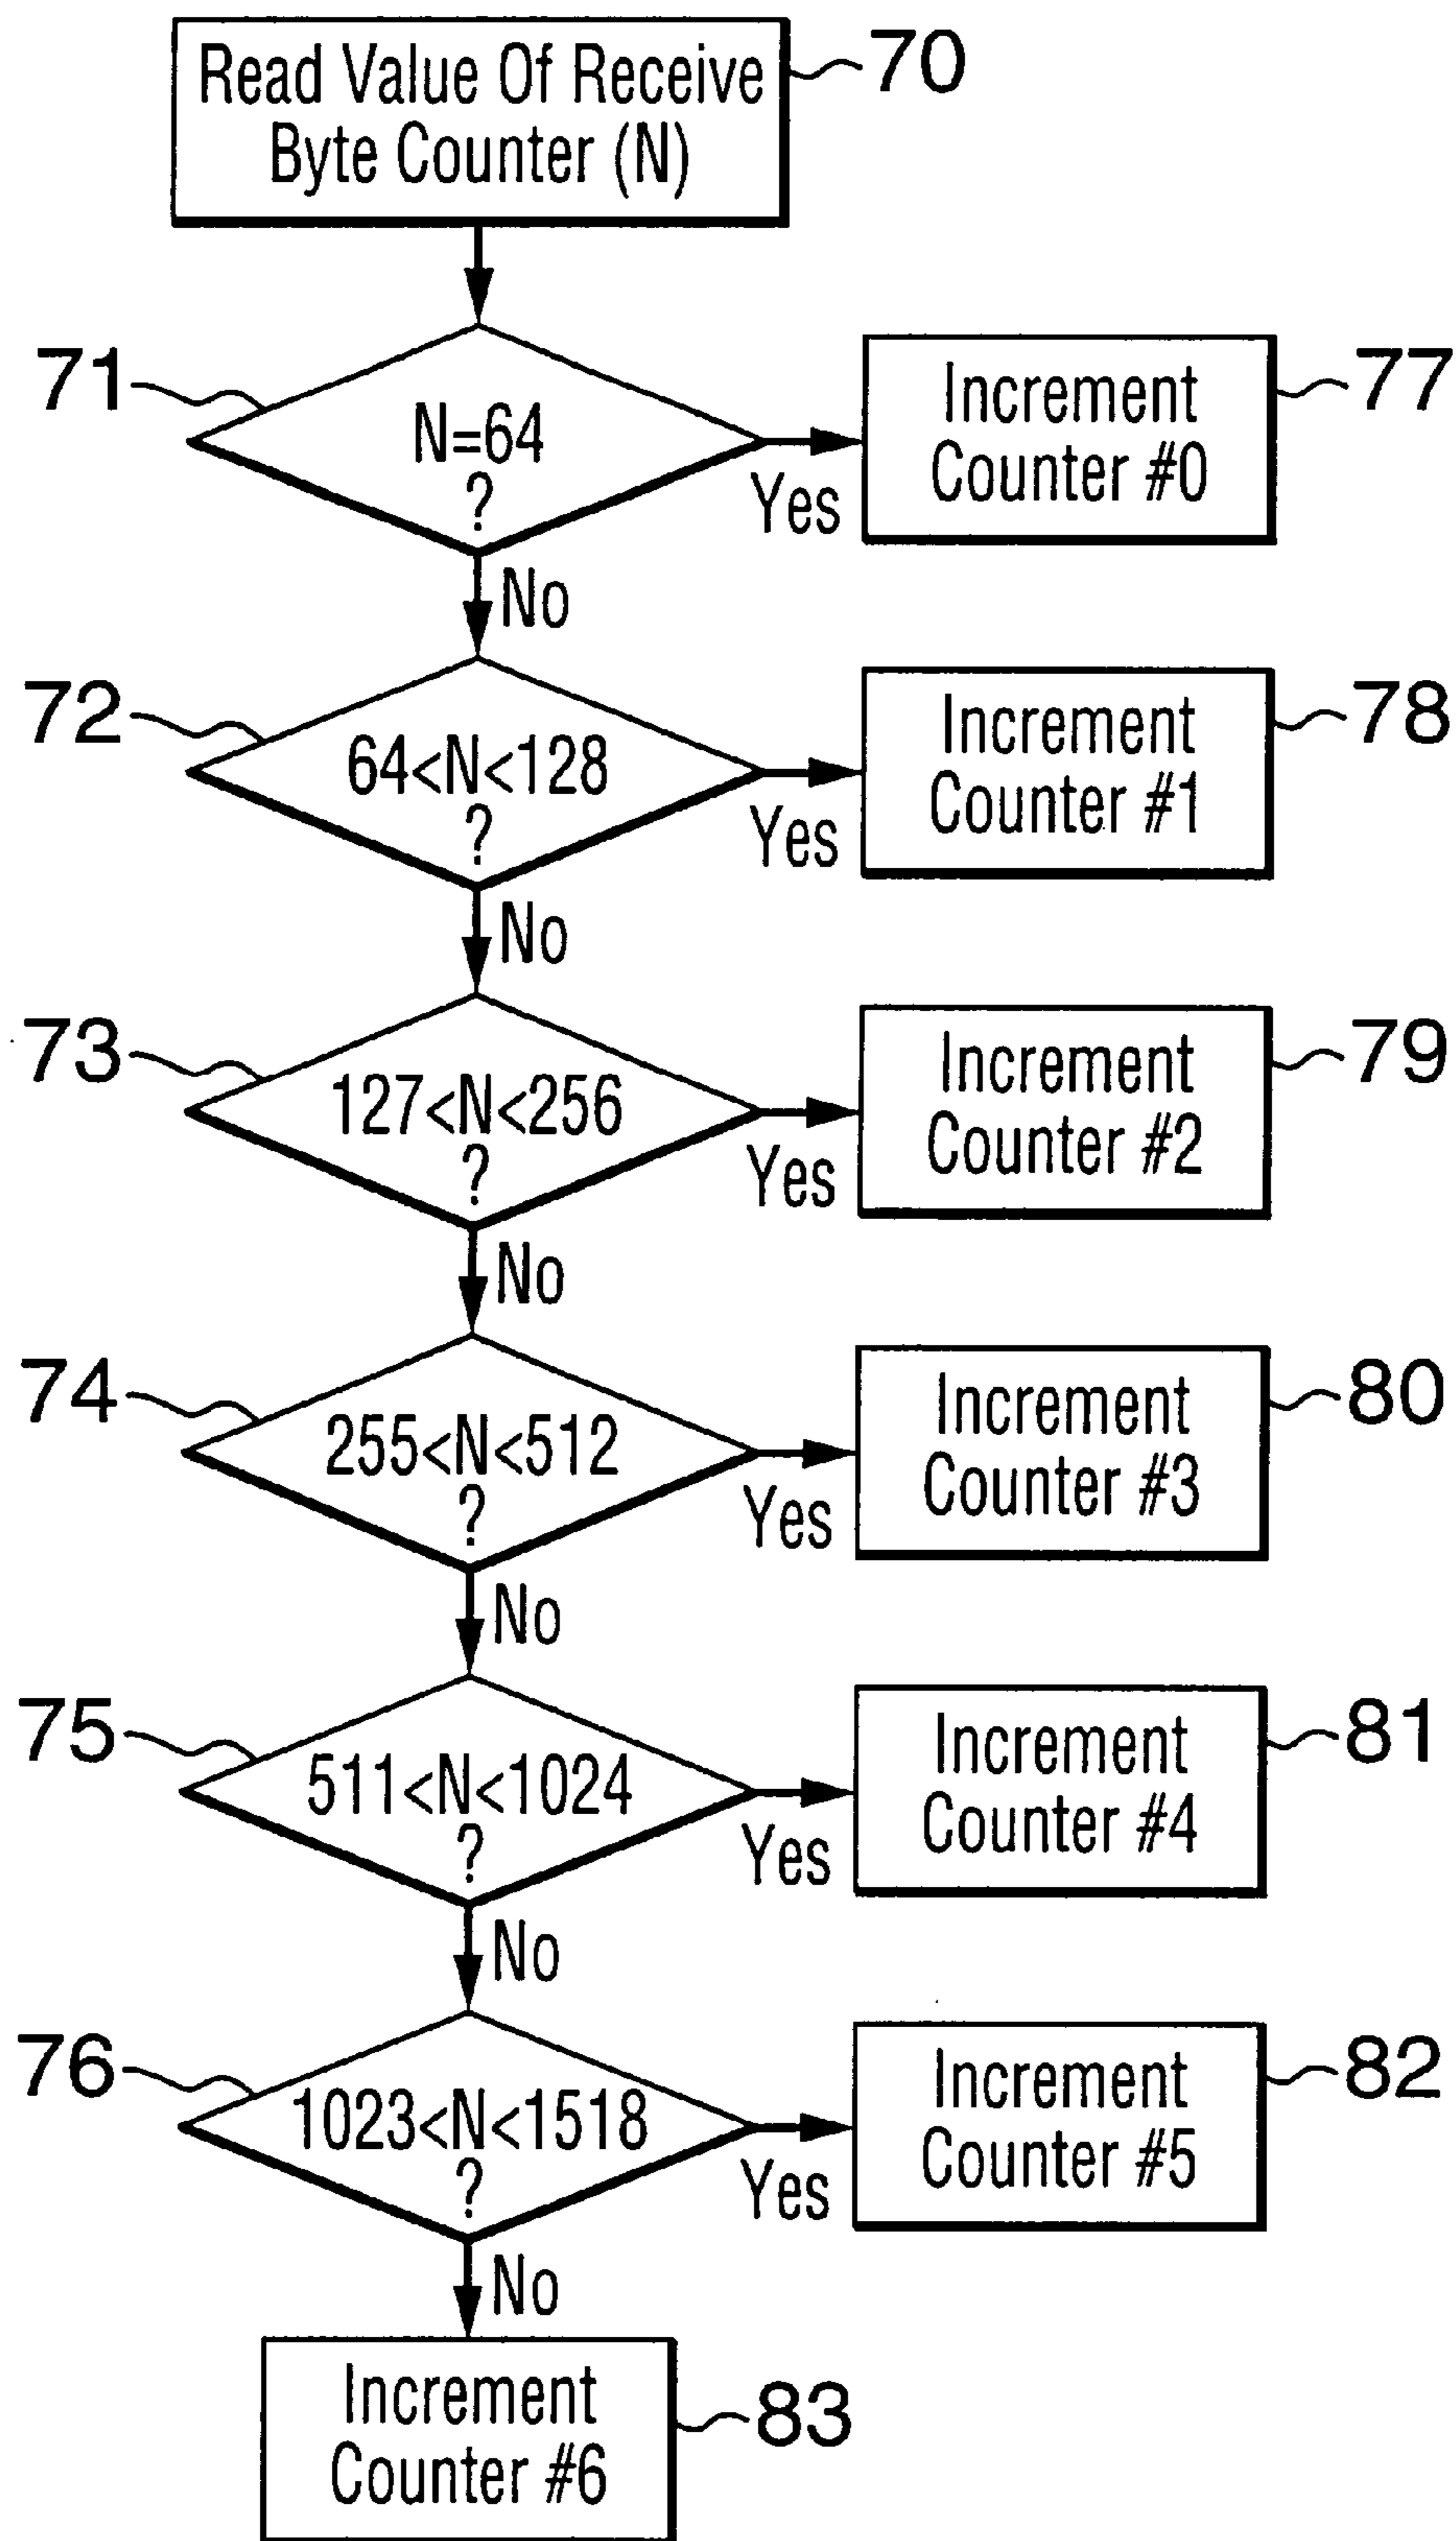 Read Value Of Receive
Byte Counter (N)
70
71
N=64
?
Yes
Increment
Counter #0
77
No
72
64<N<128
?
Yes
Increment
Counter #1
78
No
73
127<N<256
?
Yes
Increment
Counter #2
79
No
74
255<N<512
?
Yes
Increment
Counter #3
80
No
75
511<N<1024
?
Yes
Increment
Counter #4
81
No
76
1023<N<1518
?
Yes
Increment
Counter #5
82
No
Increment
Counter #6
83